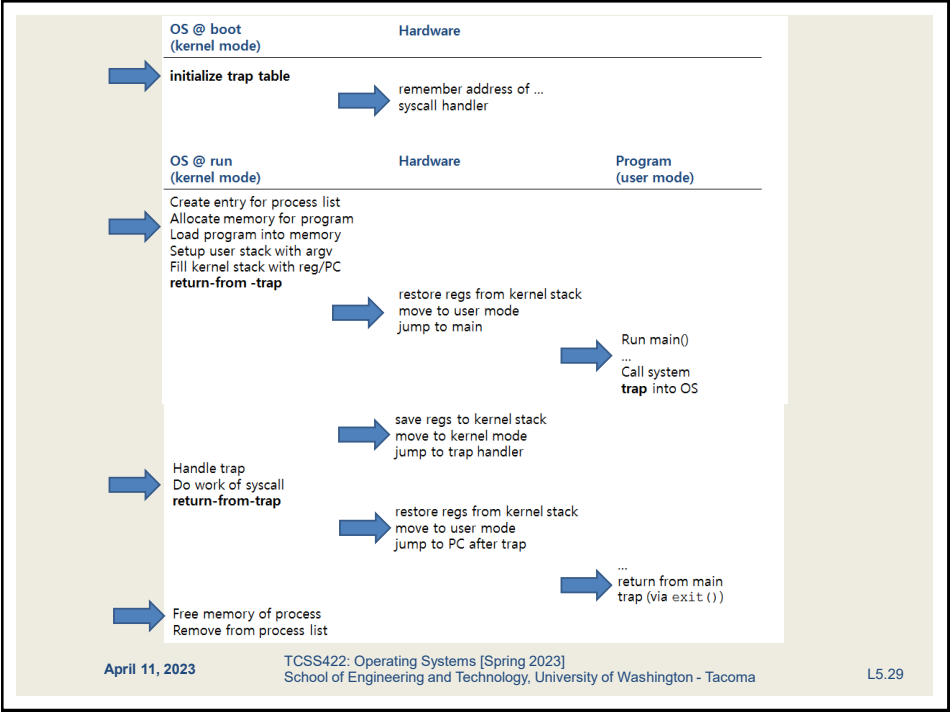 OS @ boot
(kernel mode)
Hardware
initialize trap table
remember address of ...
syscall handler
OS @ run
(kernel mode)
Hardware
Program
(user mode)
Create entry for process list
Allocate memory for program
Load program into memory
Setup user stack with argv
Fill kernel stack with reg/PC
return-from -trap
restore regs from kernel stack
move to user mode
jump to main
Run main()
...
Call system
trap into OS
save regs to kernel stack
move to kernel mode
jump to trap handler
Handle trap
Do work of syscall
return-from-trap
restore regs from kernel stack
move to user mode
jump to PC after trap
...
return from main
trap (via exit())
Free memory of process
Remove from process list
April 11, 2023
TCSS422: Operating Systems [Spring 2023]
School of Engineering and Technology, University of Washington - Tacoma
L5.29